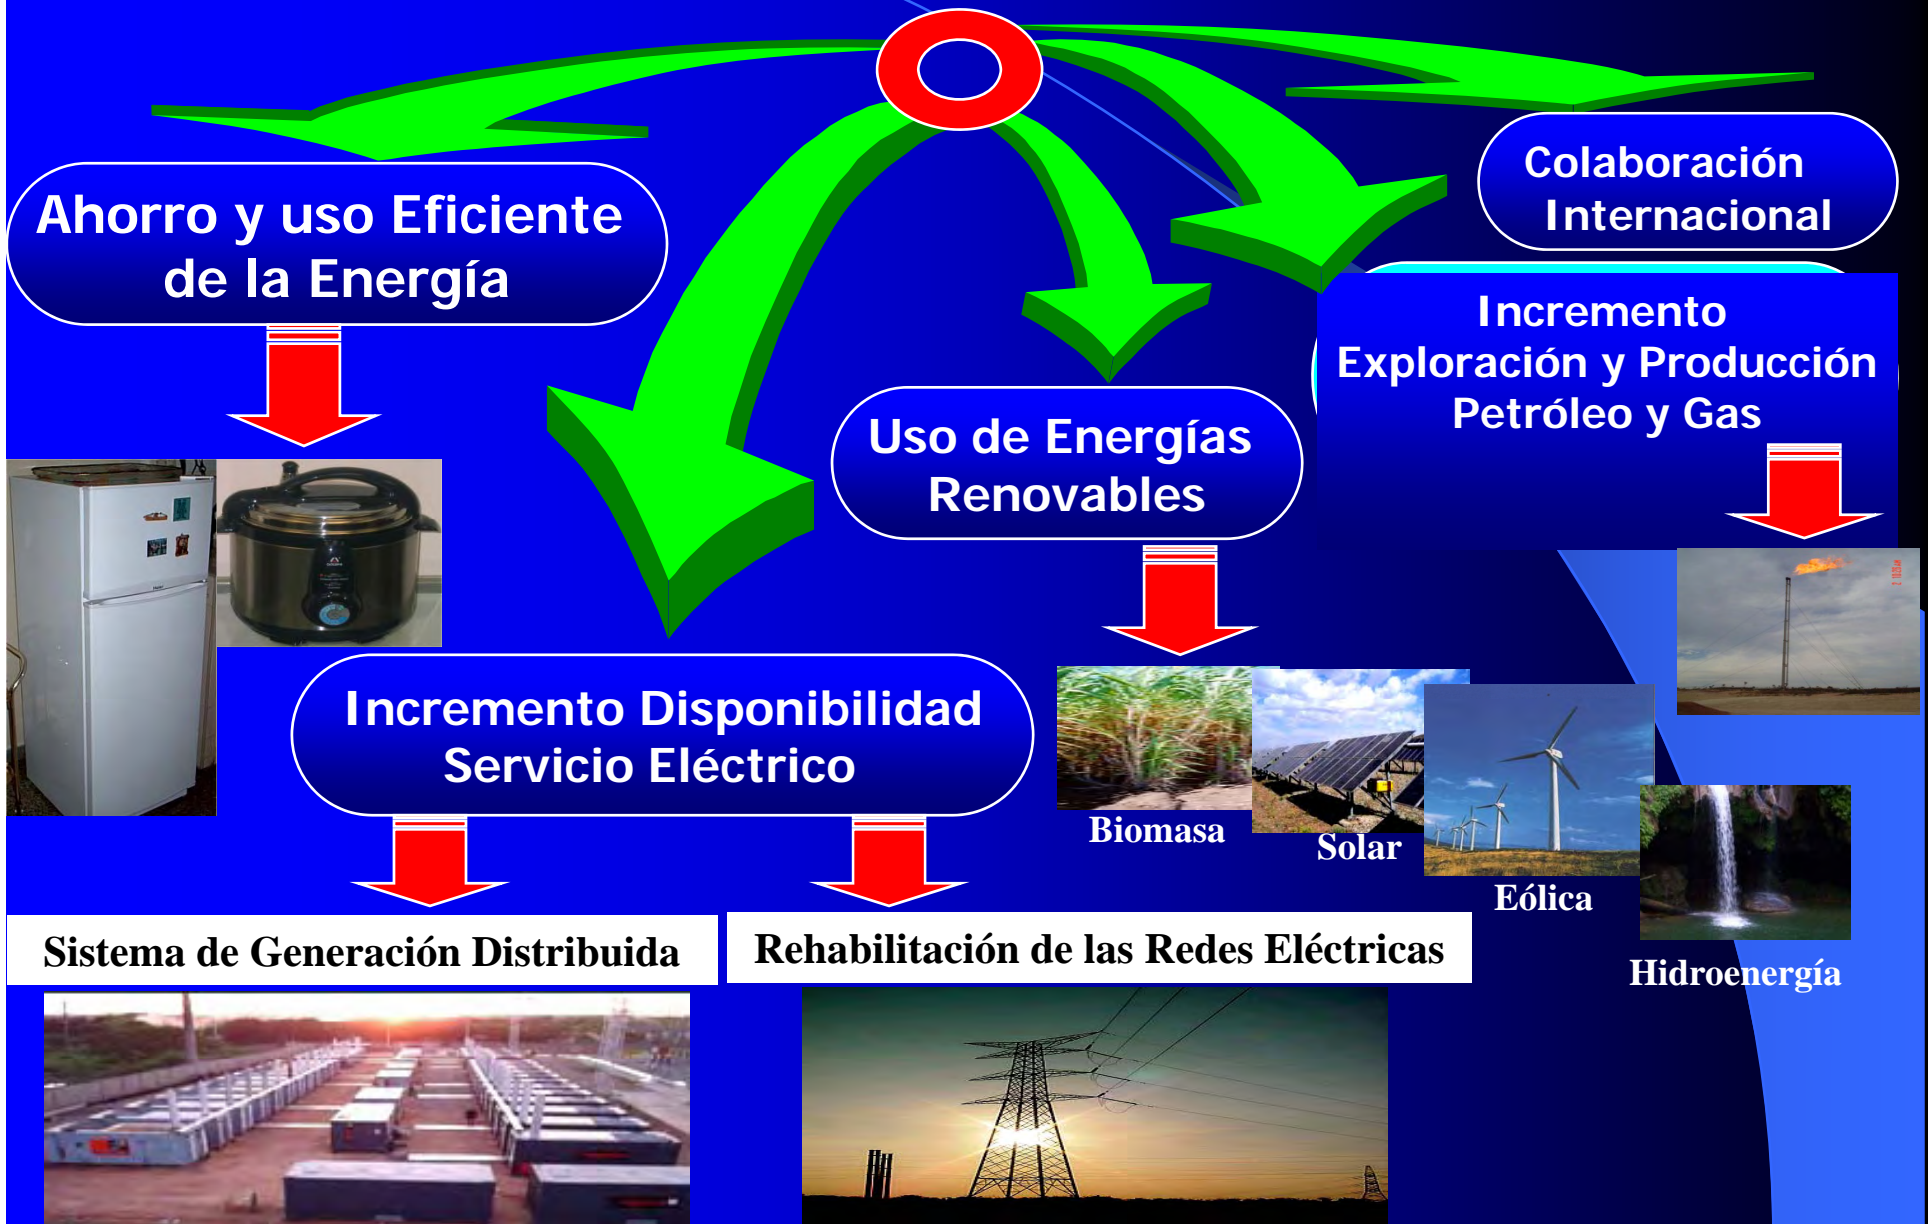 Ahorro y uso Eficiente
de la Energía
Colaboración
Internacional
Incremento
Exploración y Producción
Petróleo y Gas
Uso de Energías
Renovables
Incremento Disponibilidad
Servicio Eléctrico
Biomasa
Solar
Eólica
Hidroenergía
Sistema de Generación Distribuida
Rehabilitación de las Redes Eléctricas